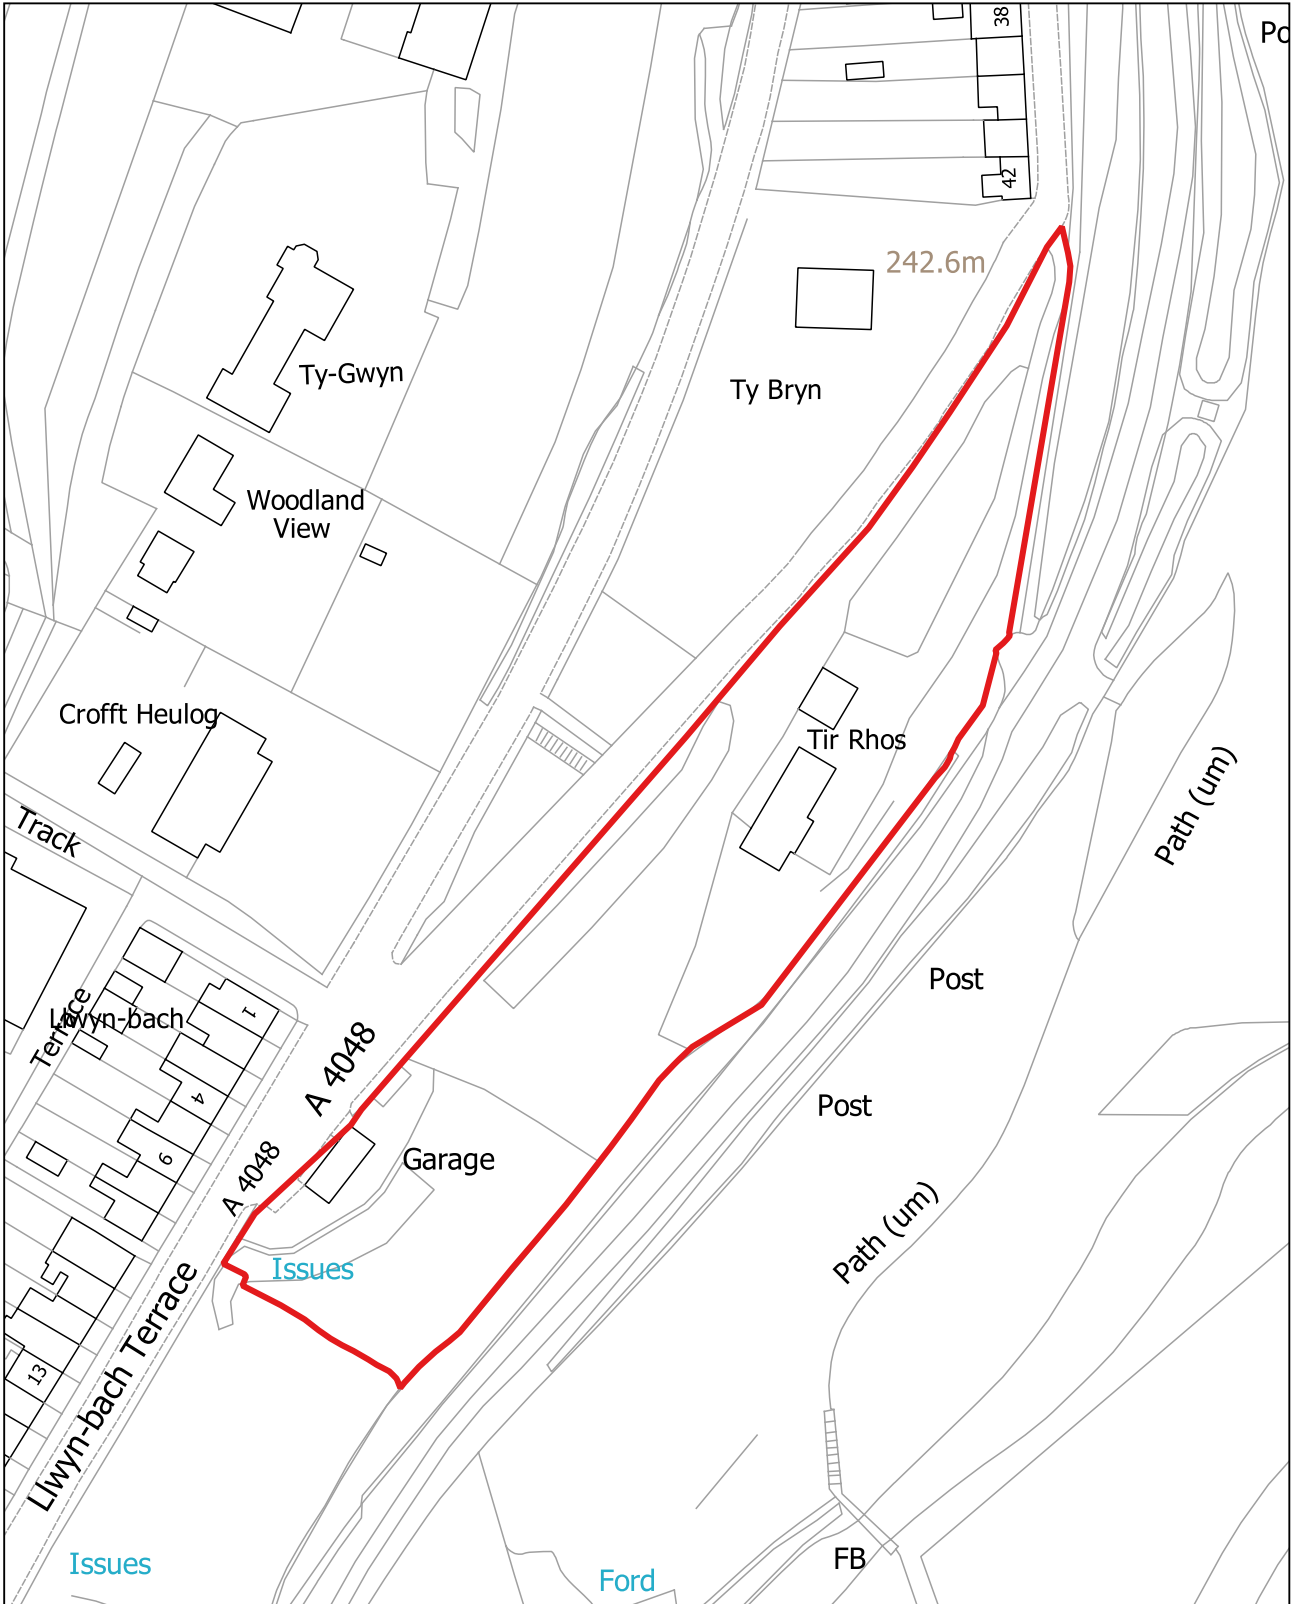 38
Po
42
242.6m
Ty-Gwyn
Ty Bryn
Woodland
View
Crofft Heulog
Tir Rhos
Track
Path (um)
Post
Llwyn-bach
Terrace
1
A 4048
4
Post
9
A 4048
Garage
Path (um)
Issues
Llwyn-bach Terrace
13
FB
Issues
Ford